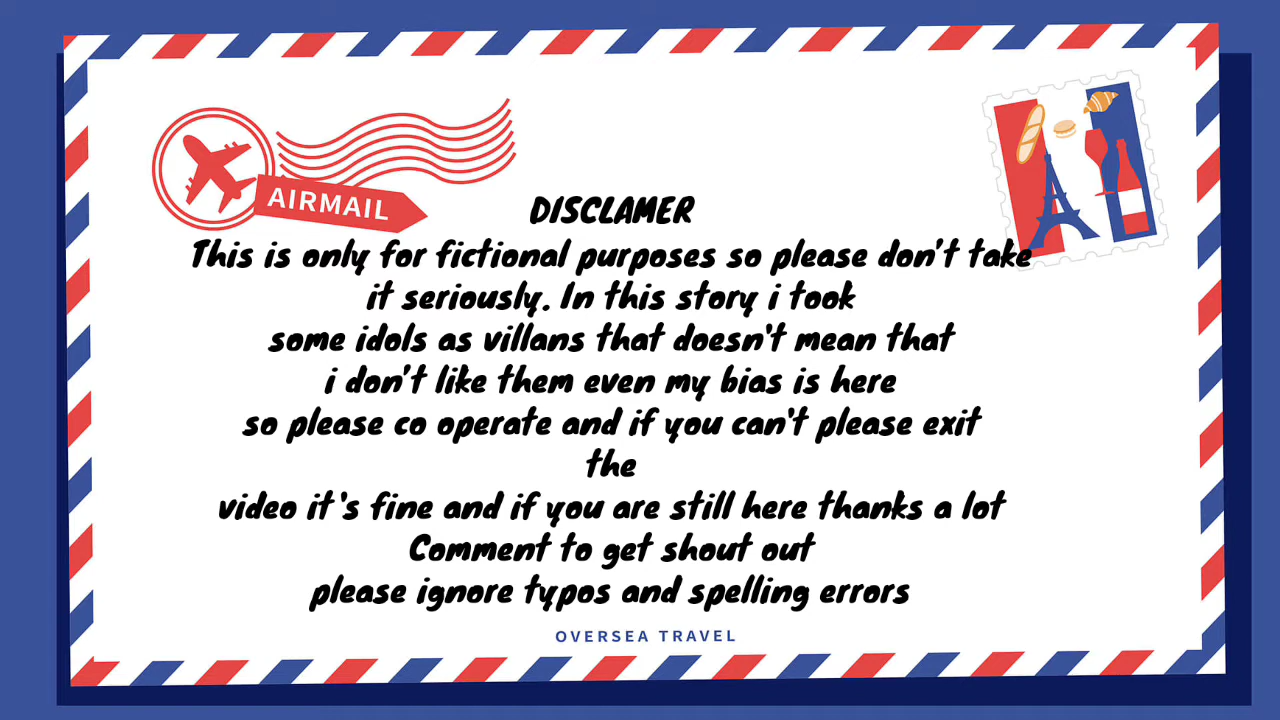 AIRMAIL
DISCLAMER
This is only for fictional purposes so please don't take
it seriously. In this story i took
some idols as villans that doesn't mean that
i don't like them even my bias is here
so please co operate and if you can't please exit
the
video it's fine and if you are still here thanks a lot
Comment to get shout out
please ignore typos and spelling errors
OVERSEA TRAVEL